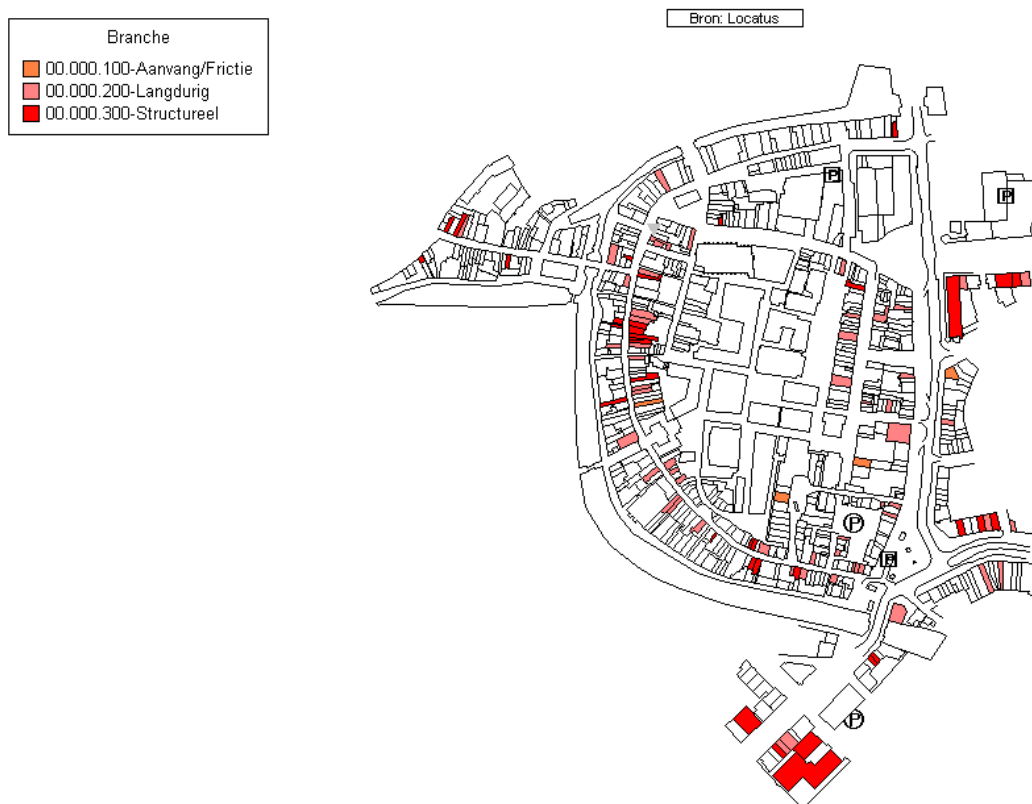 Bron: Locatus
Branche
00.000.100-Aanvang/Frictie
00.000.200-Langdurig
00.000.300-Structureel
P
P
P
P
P